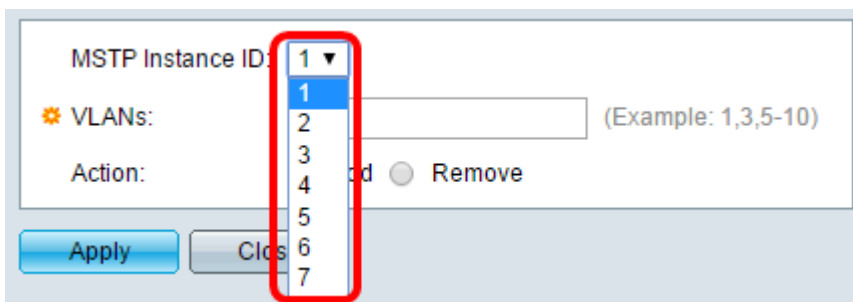 MSTP Instance ID: 1
1
VLANs: (Example: 1,3,5-10)
2
3
Action: Remove
4
5
Apply
6
7